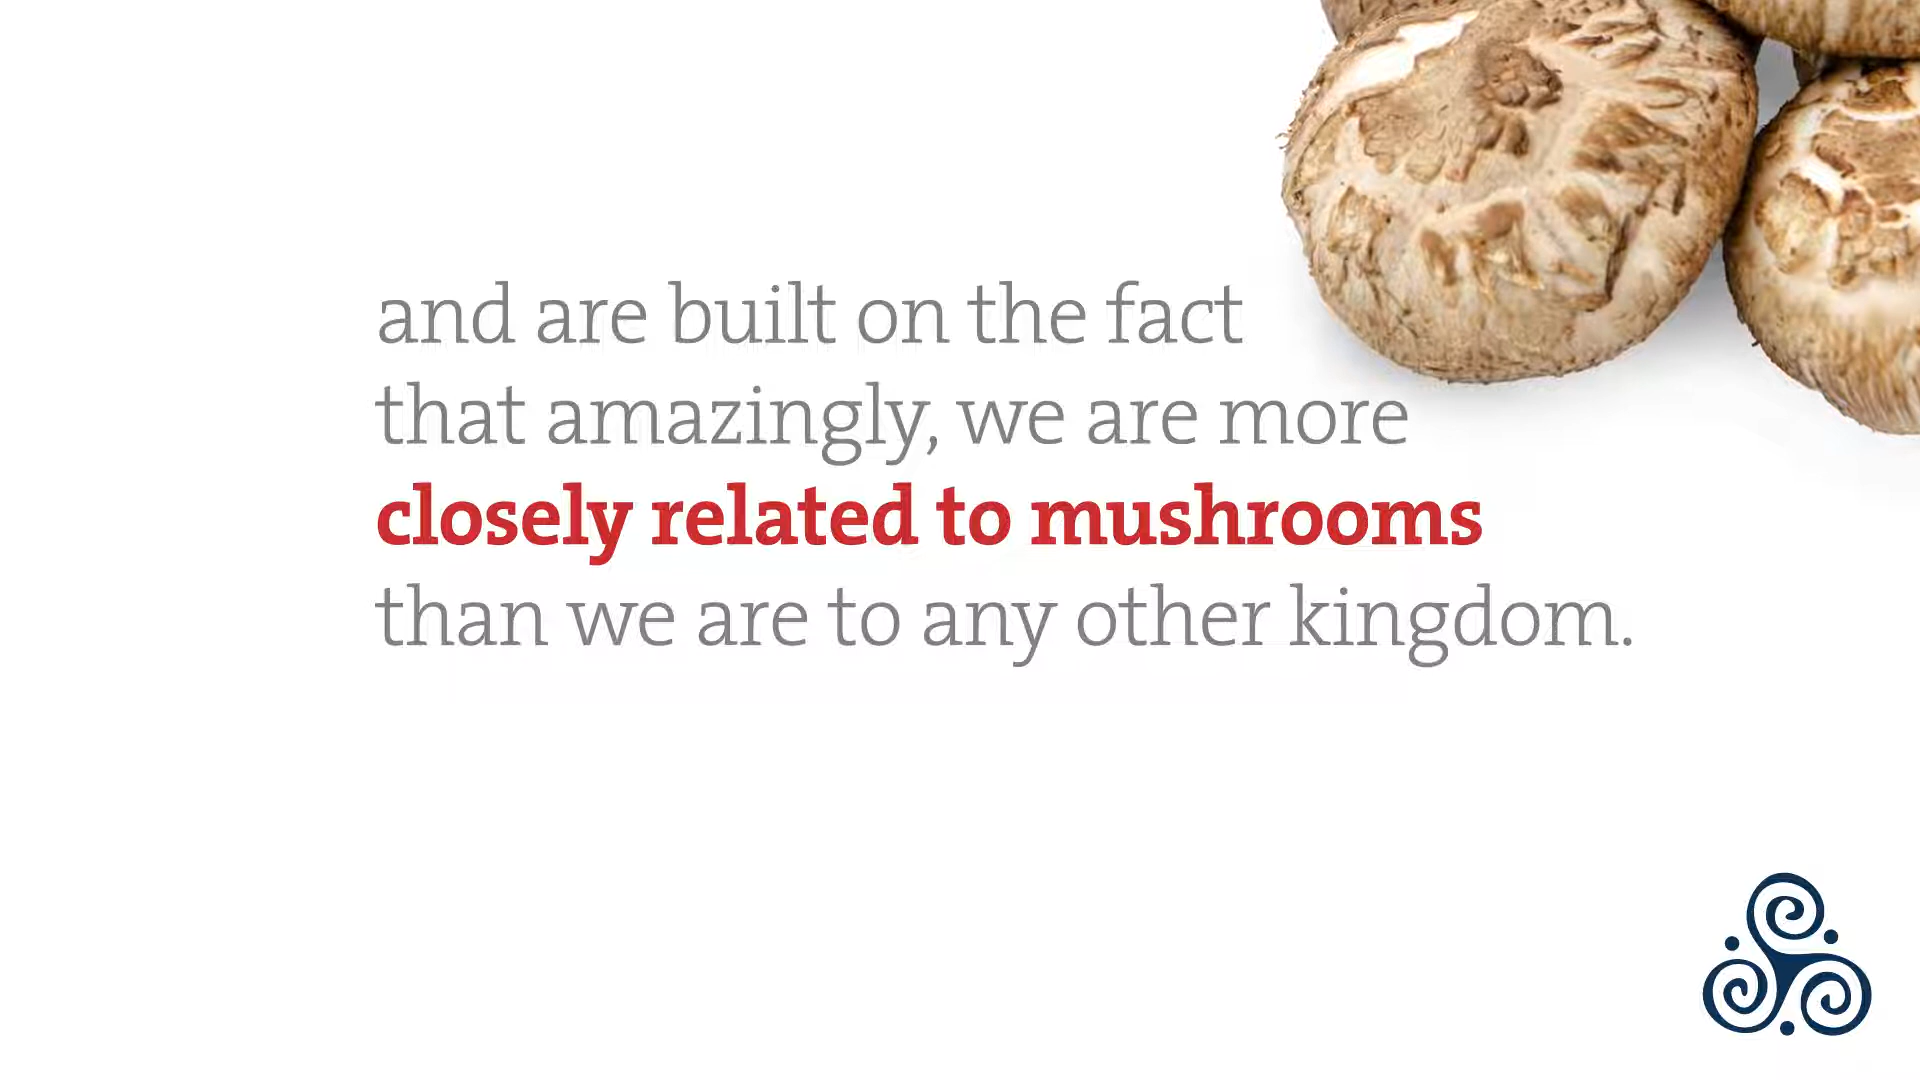 and are built on the fact
that amazingly, we are more
closely related to mushrooms
than we are to any other kingdom.